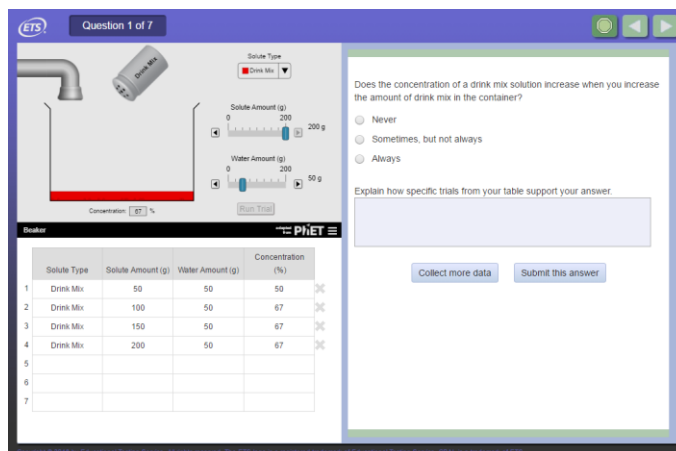 ETS
Question 1 of 7
Drink Mix
Solute Type
Drink Mix
Solute Amount (g)
0 200
200 g
Water Amount (g)
0 200
50 g
Concentration: 67 %
Run Trial
Beaker
PhET
Solute Type Solute Amount (g) Water Amount (g) Concentration (%)
1 Drink Mix 50 50 50
2 Drink Mix 100 50 67
3 Drink Mix 150 50 67
4 Drink Mix 200 50 67
5
6
7
Does the concentration of a drink mix solution increase when you increase
the amount of drink mix in the container?
Never
Sometimes, but not always
Always
Explain how specific trials from your table support your answer.
Collect more data
Submit this answer